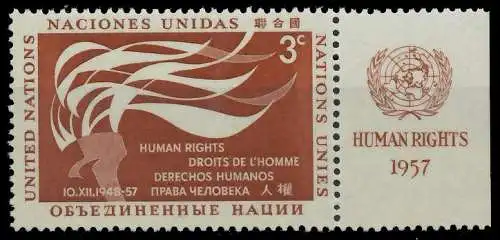 NACIONES UNIDAS 聯合國
UNITED NATIONS
3c
NATIONS UNIES
HUMAN RIGHTS
DROITS DE L'HOMME
DERECHOS HUMANOS
10.XII.1948-57 ПРАВА ЧЕЛОВЕКА 人權
ОБЪЕДИНЕННЫЕ НАЦИИ
HUMAN RIGHTS
1957